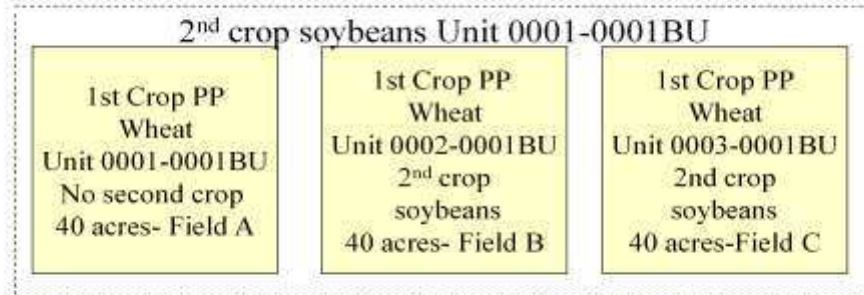 2nd crop soybeans Unit 0001-0001BU
1st Crop PP
Wheat
Unit 0001-0001BU
No second crop
40 acres- Field A
1st Crop PP
Wheat
Unit 0002-0001BU
2nd crop
soybeans
40 acres- Field B
1st Crop PP
Wheat
Unit 0003-0001BU
2nd crop
soybeans
40 acres-Field C